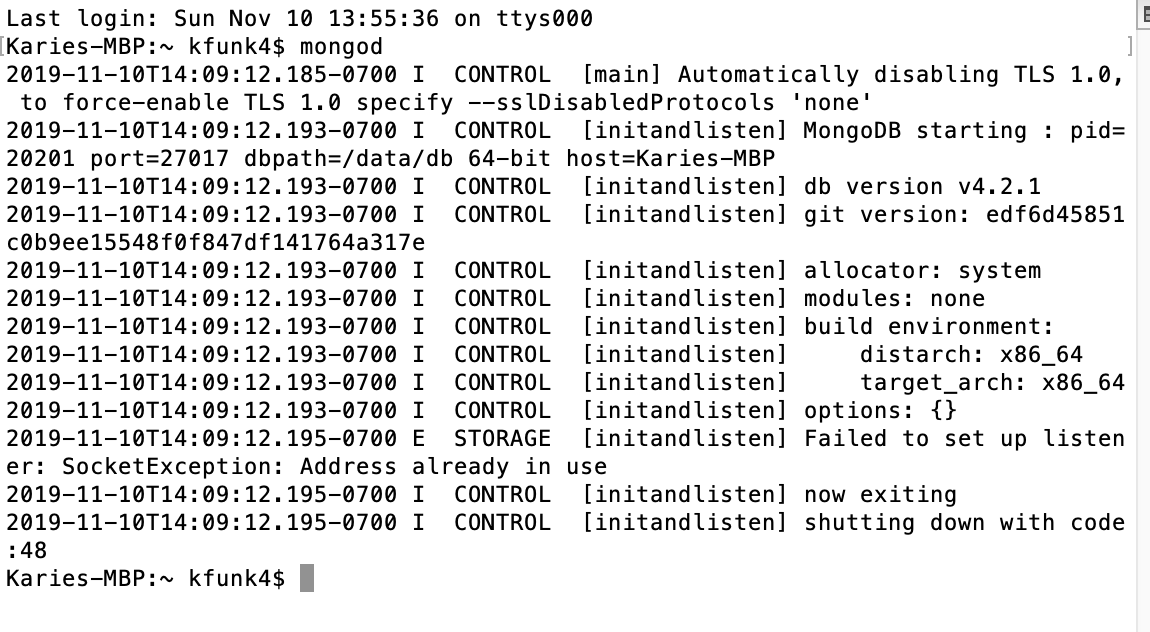 Last login: Sun Nov 10 13:55:36 on ttys000
[Karies-MBP:~ kfunk4$ mongod ]
2019-11-10T14:09:12.185-0700 I  CONTROL  [main] Automatically disabling TLS 1.0,
 to force-enable TLS 1.0 specify --sslDisabledProtocols 'none'
2019-11-10T14:09:12.193-0700 I  CONTROL  [initandlisten] MongoDB starting : pid=
20201 port=27017 dbpath=/data/db 64-bit host=Karies-MBP
2019-11-10T14:09:12.193-0700 I  CONTROL  [initandlisten] db version v4.2.1
2019-11-10T14:09:12.193-0700 I  CONTROL  [initandlisten] git version: edf6d45851
c0b9ee15548f0f847df141764a317e
2019-11-10T14:09:12.193-0700 I  CONTROL  [initandlisten] allocator: system
2019-11-10T14:09:12.193-0700 I  CONTROL  [initandlisten] modules: none
2019-11-10T14:09:12.193-0700 I  CONTROL  [initandlisten] build environment:
2019-11-10T14:09:12.193-0700 I  CONTROL  [initandlisten]     distarch: x86_64
2019-11-10T14:09:12.193-0700 I  CONTROL  [initandlisten]     target_arch: x86_64
2019-11-10T14:09:12.193-0700 I  CONTROL  [initandlisten] options: {}
2019-11-10T14:09:12.195-0700 E  STORAGE  [initandlisten] Failed to set up listen
er: SocketException: Address already in use
2019-11-10T14:09:12.195-0700 I  CONTROL  [initandlisten] now exiting
2019-11-10T14:09:12.195-0700 I  CONTROL  [initandlisten] shutting down with code
:48
Karies-MBP:~ kfunk4$